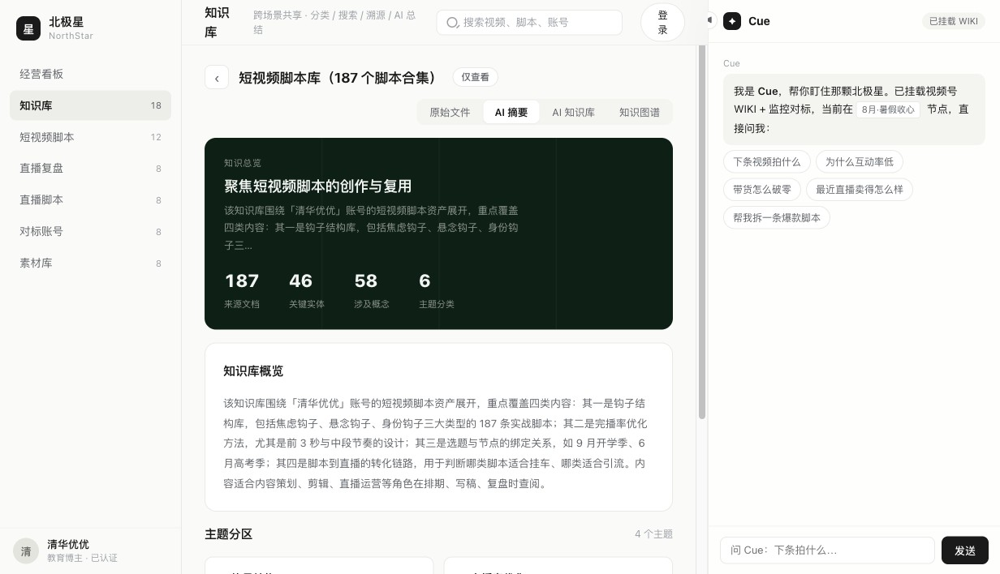 星
北极星
NorthStar
经营看板
知识库 18
短视频脚本 12
直播复盘 8
直播脚本 8
对标账号 8
素材库 8
清
清华优优
教育博主 · 已认证
知识
库
跨场景共享 · 分类 / 搜索 / 溯源 / AI 总
结
搜索视频、脚本、账号
登
录
‹
短视频脚本库（187 个脚本合集）
仅查看
原始文件 AI 摘要 AI 知识库 知识图谱
知识总览
聚焦短视频脚本的创作与复用
该知识库围绕「清华优优」账号的短视频脚本资产展开，重点覆盖
四类内容：其一是钩子结构库，包括焦虑钩子、悬念钩子、身份钩
子三...
187 46 58 6
来源文档 关键实体 涉及概念 主题分类
知识库概览
该知识库围绕「清华优优」账号的短视频脚本资产展开，重点覆盖四类内容：其一是钩子结
构库，包括焦虑钩子、悬念钩子、身份钩子三大类型的 187 条实战脚本；其二是完播率优化
方法，尤其是前 3 秒与中段节奏的设计；其三是选题与节点的绑定关系，如 9 月开学季、6
月高考季；其四是脚本到直播的转化链路，用于判断哪类脚本适合挂车、哪类适合引流。内
容适合内容策划、剪辑、直播运营等角色在排期、写稿、复盘时查阅。
主题分区 4 个主题
Cue
已挂载 WIKI
Cue
我是 Cue，帮你盯住那颗北极星。已挂载视频号
WIKI + 监控对标，当前在 8月·暑假收心 节点，直
接问我：
下条视频拍什么 为什么互动率低
带货怎么破零 最近直播卖得怎么样
帮我拆一条爆款脚本
问 Cue：下条拍什么…
发送